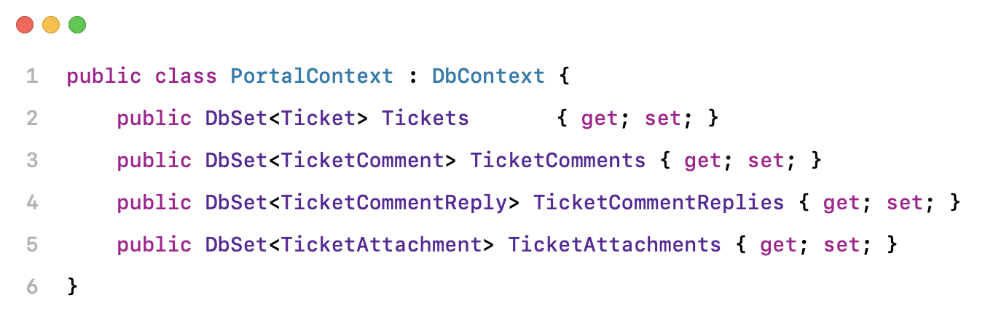 1 public class PortalContext : DbContext {
2     public DbSet<Ticket> Tickets       { get; set; }
3     public DbSet<TicketComment> TicketComments { get; set; }
4     public DbSet<TicketCommentReply> TicketCommentReplies { get; set; }
5     public DbSet<TicketAttachment> TicketAttachments { get; set; }
6 }